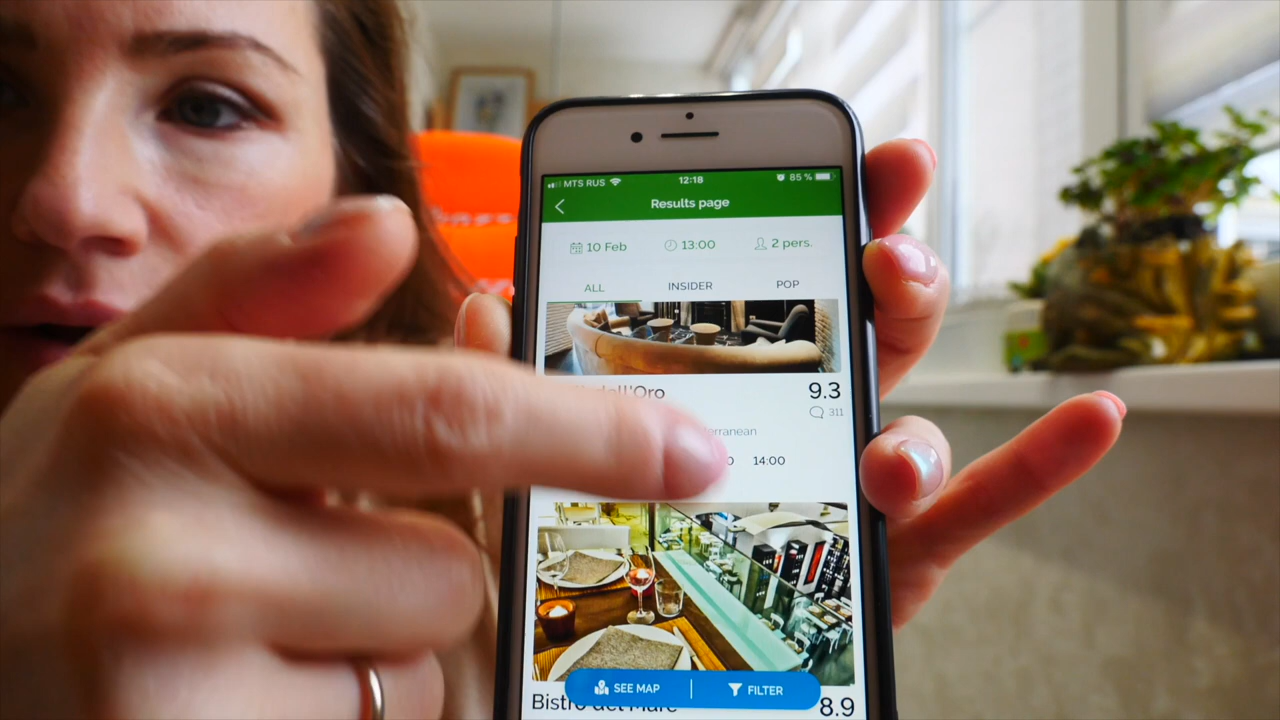 MTS RUS 12:18 85 %
Results page
10 Feb 13:00 2 pers.
ALL INSIDER POP
dell'Oro 9.3
311
14:00
SEE MAP FILTER
Bistro del Mare 8.9